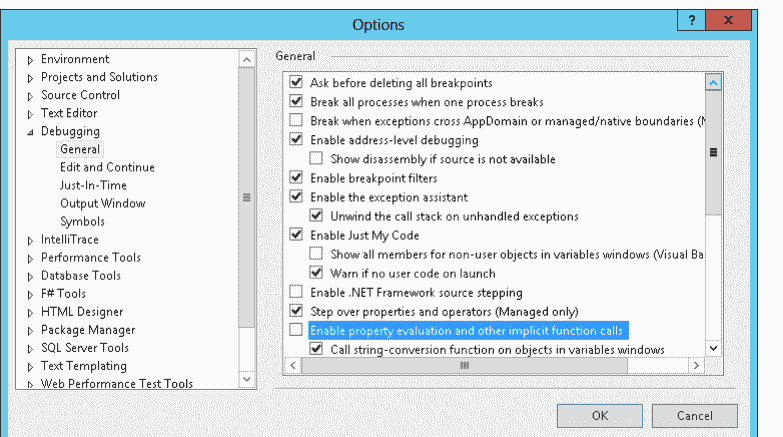 Options
?
x
Environment
Projects and Solutions
Source Control
Text Editor
Debugging
General
Edit and Continue
Just-In-Time
Output Window
Symbols
IntelliTrace
Performance Tools
Database Tools
F# Tools
HTML Designer
Package Manager
SQL Server Tools
Text Templating
Web Performance Test Tools
General
Ask before deleting all breakpoints
Break all processes when one process breaks
Break when exceptions cross AppDomain or managed/native boundaries (M
Enable address-level debugging
Show disassembly if source is not available
Enable breakpoint filters
Enable the exception assistant
Unwind the call stack on unhandled exceptions
Enable Just My Code
Show all members for non-user objects in variables windows (Visual Ba
Warn if no user code on launch
Enable .NET Framework source stepping
Step over properties and operators (Managed only)
Enable property evaluation and other implicit function calls
Call string-conversion function on objects in variables windows
OK
Cancel